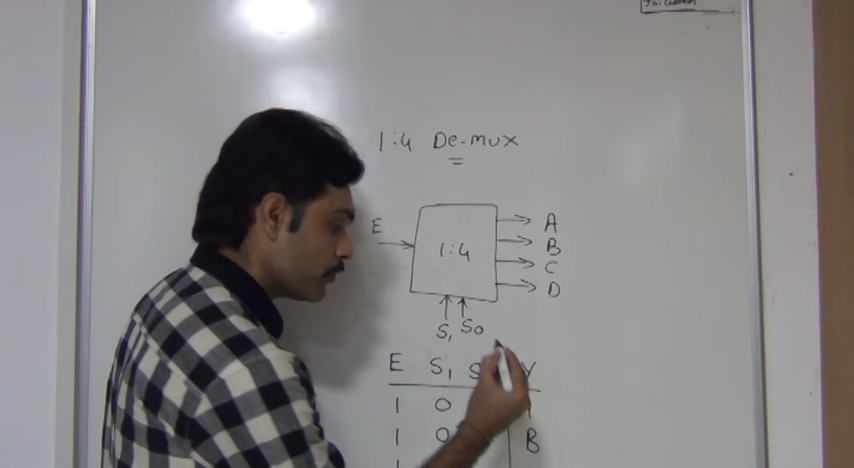 1:4 De-mux
E
1:4
A
B
C
D
S1 S0
E S1 S Y
1 0
1 0 B